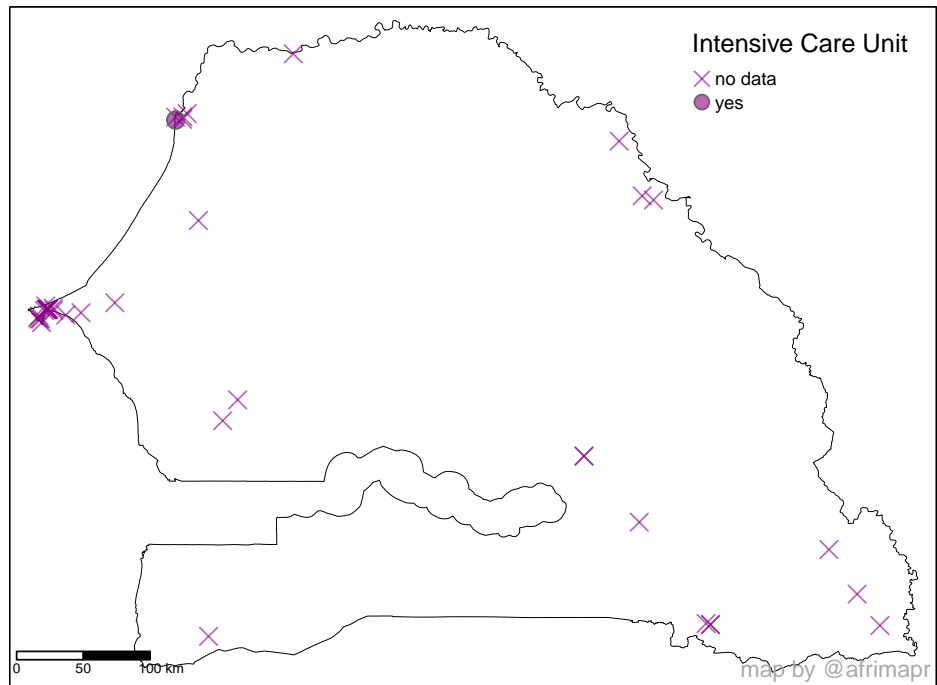 Intensive Care Unit
no data
yes
0 50 100 km
map by @afrimapr